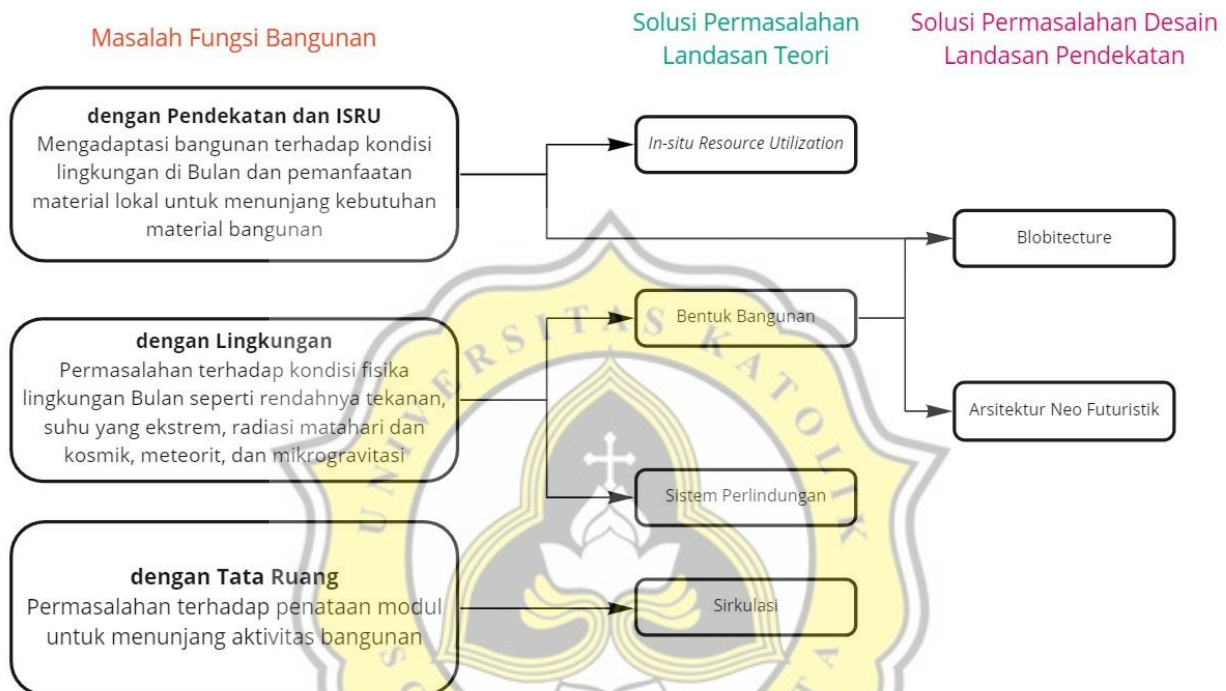 Masalah Fungsi Bangunan
Solusi Permasalahan
Landasan Teori
Solusi Permasalahan Desain
Landasan Pendekatan
dengan Pendekatan dan ISRU
Mengadaptasi bangunan terhadap kondisi
lingkungan di Bulan dan pemanfaatan
material lokal untuk menunjang kebutuhan
material bangunan
In-situ Resource Utilization
Blobitecture
dengan Lingkungan
Permasalahan terhadap kondisi fisika
lingkungan Bulan seperti rendahnya tekanan,
suhu yang ekstrem, radiasi matahari dan
kosmik, meteorit, dan mikrogravitasi
Bentuk Bangunan
Arsitektur Neo Futuristik
Sistem Perlindungan
dengan Tata Ruang
Permasalahan terhadap penataan modul
untuk menunjang aktivitas bangunan
Sirkulasi
UNIVERSITAS KATOLIK